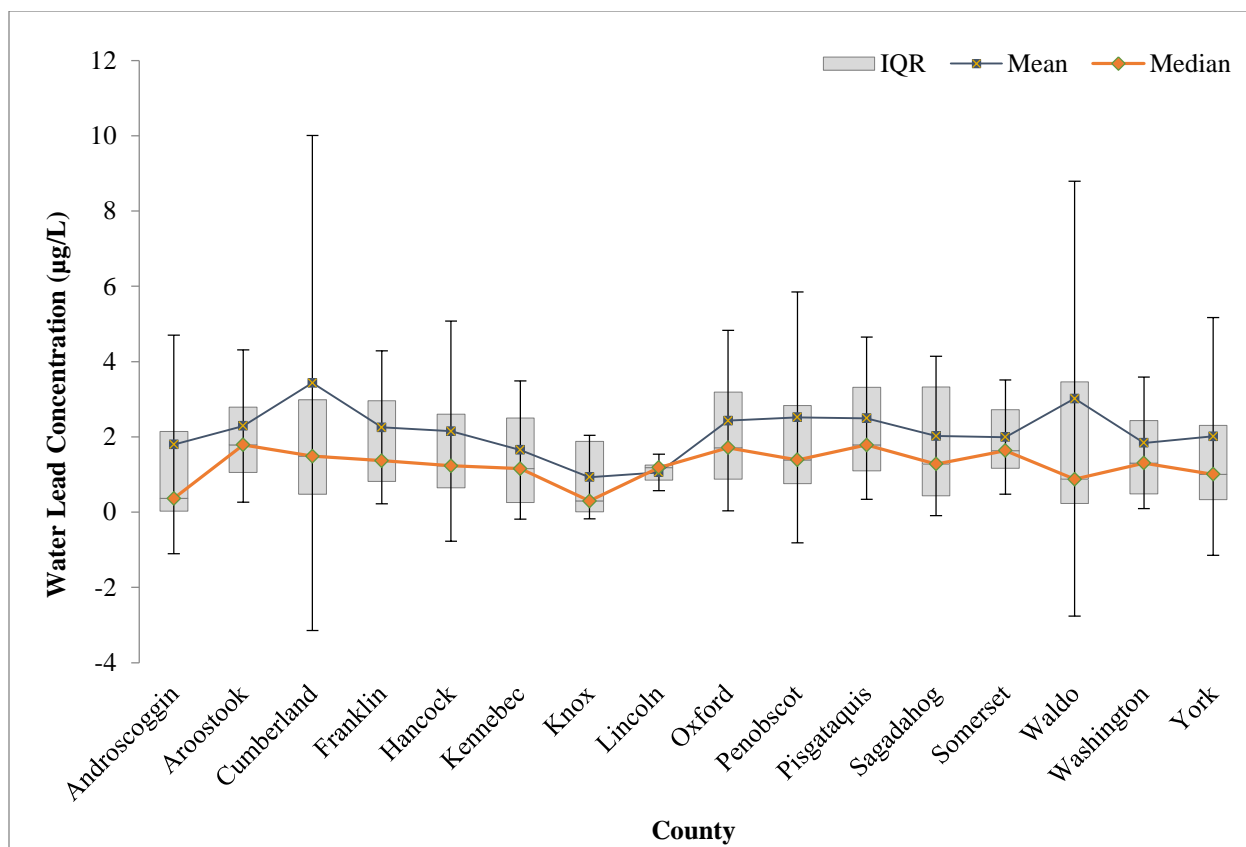 12
10
8
6
4
2
0
-2
-4
Water Lead Concentration (µg/L)
IQR Mean Median
Androscoggin
Aroostook
Cumberland
Franklin
Hancock
Kennebec
Knox
Lincoln
Oxford
Penobscot
Pisgataquis
Sagadahog
Somerset
Waldo
Washington
York
County